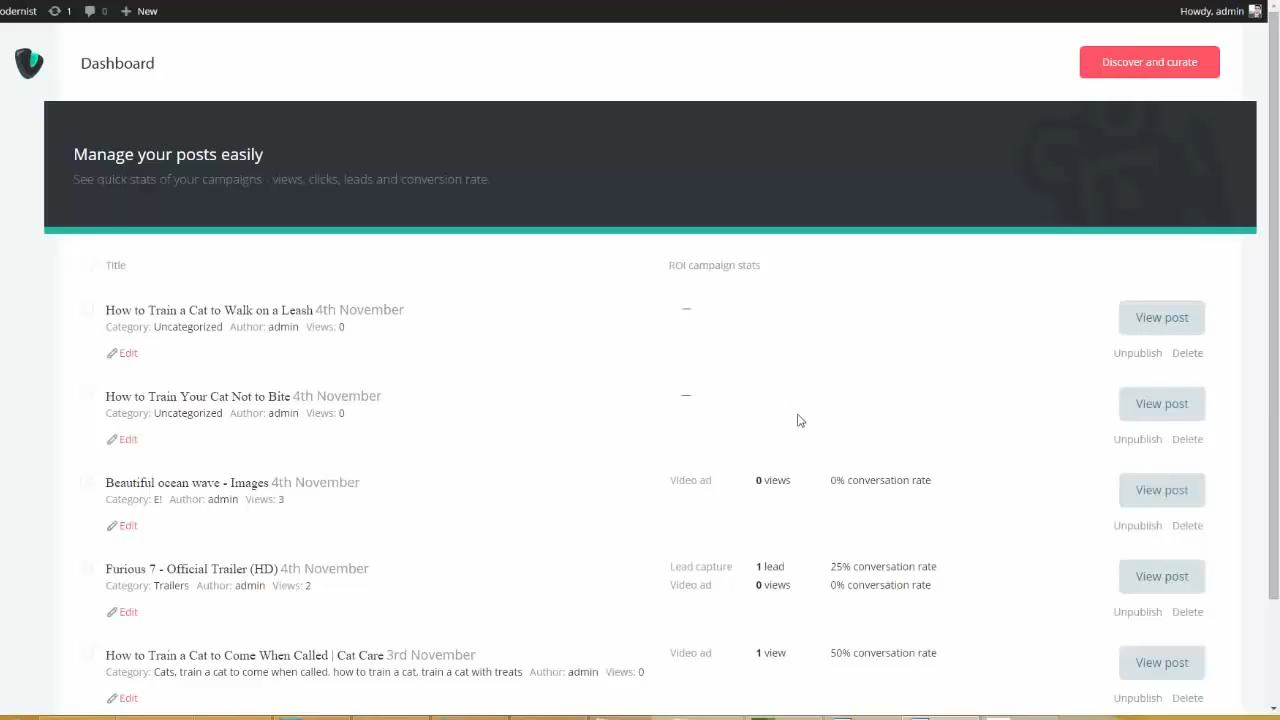 odernist 1 0 New Howdy, admin
Dashboard
Discover and curate
Manage your posts easily
See quick stats of your campaigns - views, clicks, leads and conversion rate.
Title ROI campaign stats
How to Train a Cat to Walk on a Leash 4th November — View post
Category: Uncategorized Author: admin Views: 0
Edit Unpublish Delete
How to Train Your Cat Not to Bite 4th November — View post
Category: Uncategorized Author: admin Views: 0
Edit Unpublish Delete
Beautiful ocean wave - Images 4th November Video ad 0 views 0% conversation rate View post
Category: E! Author: admin Views: 3
Edit Unpublish Delete
Furious 7 - Official Trailer (HD) 4th November Lead capture 1 lead 25% conversation rate View post
Category: Trailers Author: admin Views: 2 Video ad 0 views 0% conversation rate
Edit Unpublish Delete
How to Train a Cat to Come When Called | Cat Care 3rd November Video ad 1 view 50% conversation rate View post
Category: Cats, train a cat to come when called, how to train a cat, train a cat with treats Author: admin Views: 0
Edit Unpublish Delete